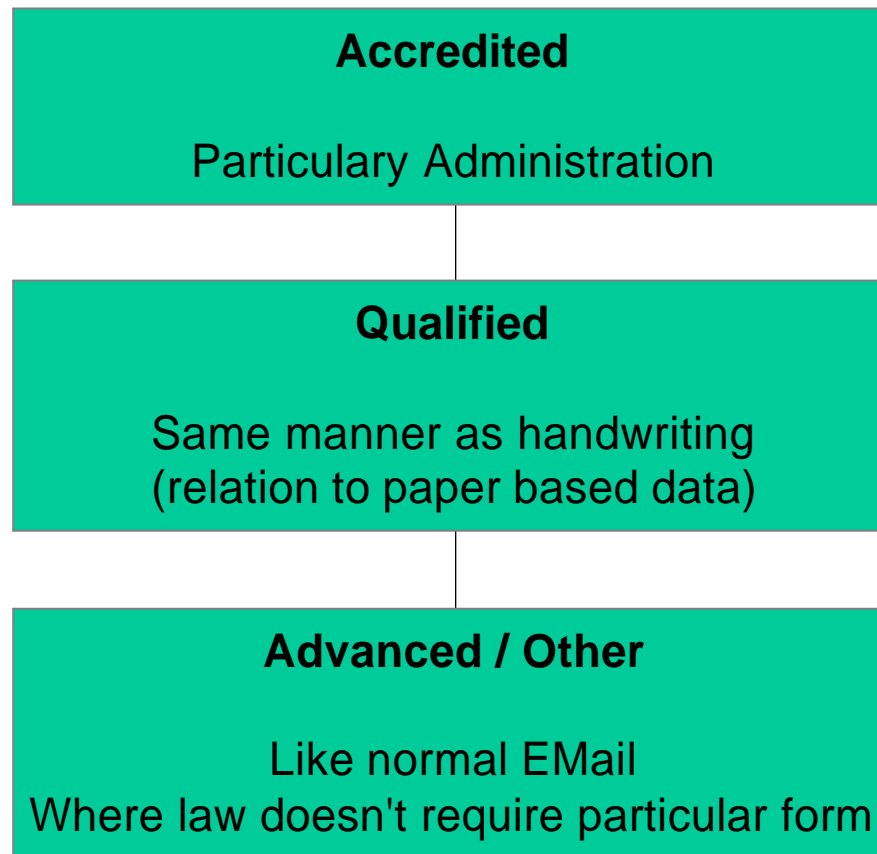 Accredited
Particulary Administration
Qualified
Same manner as handwriting
(relation to paper based data)
Advanced / Other
Like normal EMail
Where law doesn't require particular form